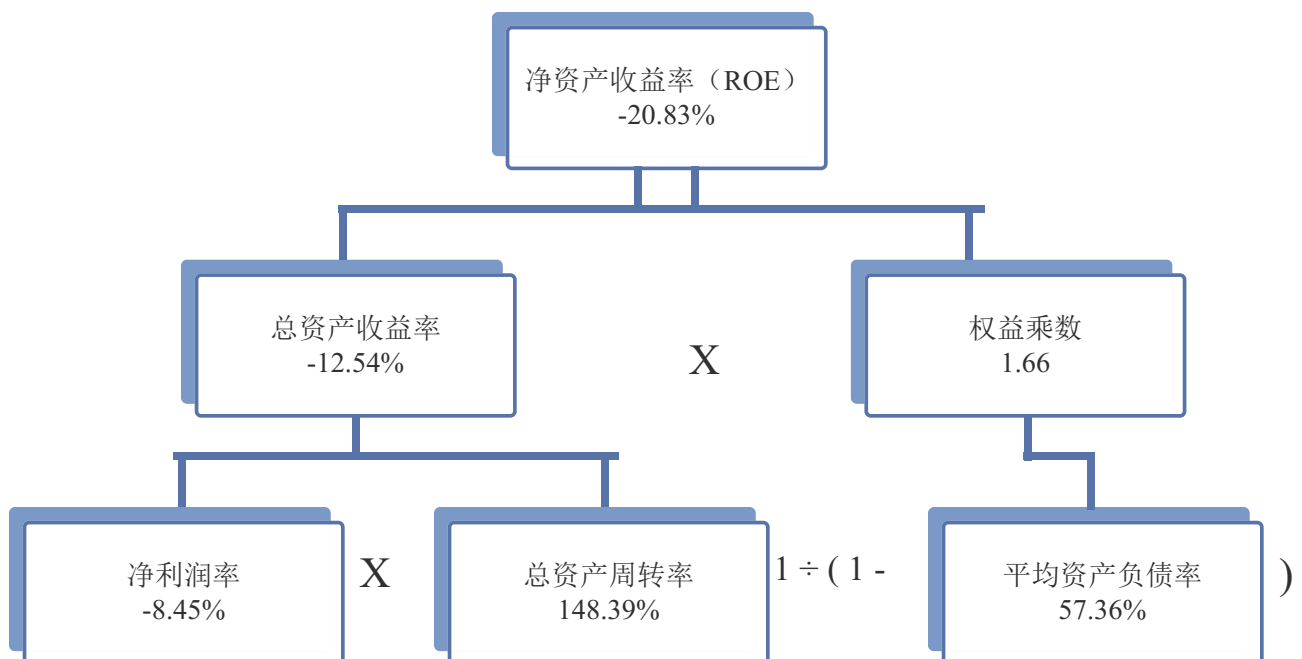 净资产收益率（ROE）
-20.83%
总资产收益率
-12.54%
X
权益乘数
1.66
净利润率
-8.45%
X
总资产周转率
148.39%
1 ÷ ( 1 -
平均资产负债率
57.36%
)